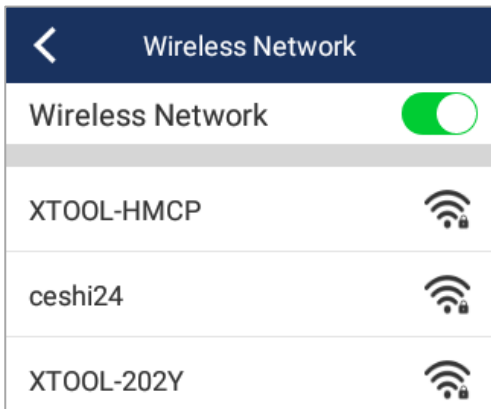 Wireless Network
Wireless Network
XTOOL-HMCP
ceshi24
XTOOL-202Y